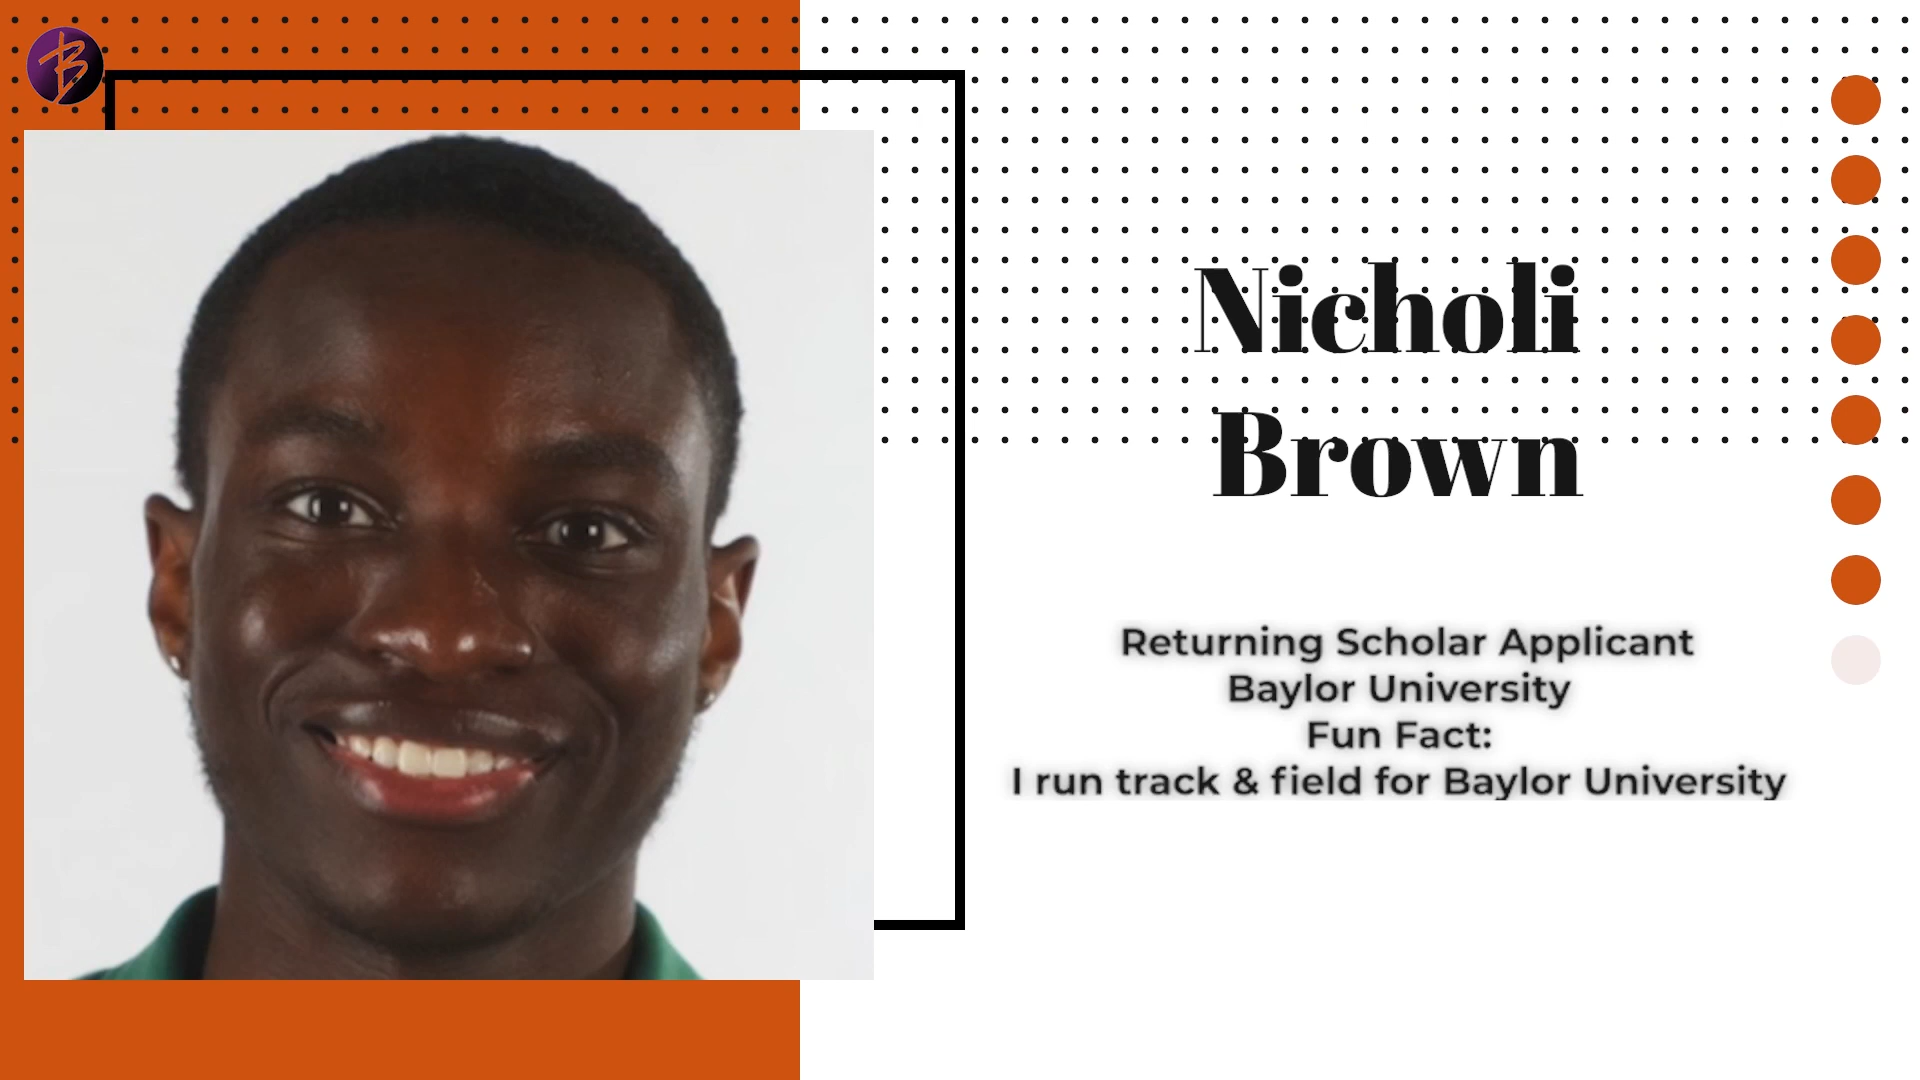 B
Nicholi
Brown
Returning Scholar Applicant
Baylor University
Fun Fact:
I run track & field for Baylor University